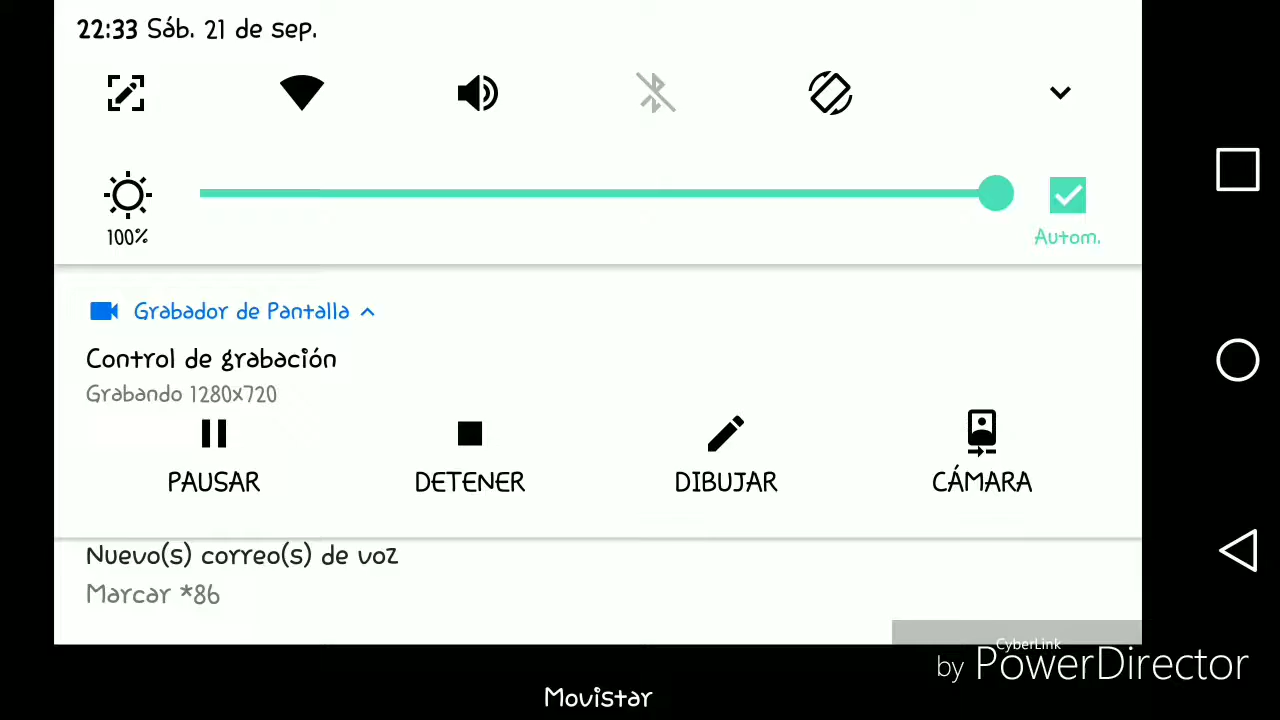 22:33 Sáb. 21 de sep.
100%
Autom.
Grabador de Pantalla
Control de grabación
Grabando 1280x720
PAUSAR
DETENER
DIBUJAR
CÁMARA
Nuevo(s) correo(s) de voz
Marcar *86
CyberLink
by PowerDirector
Movistar